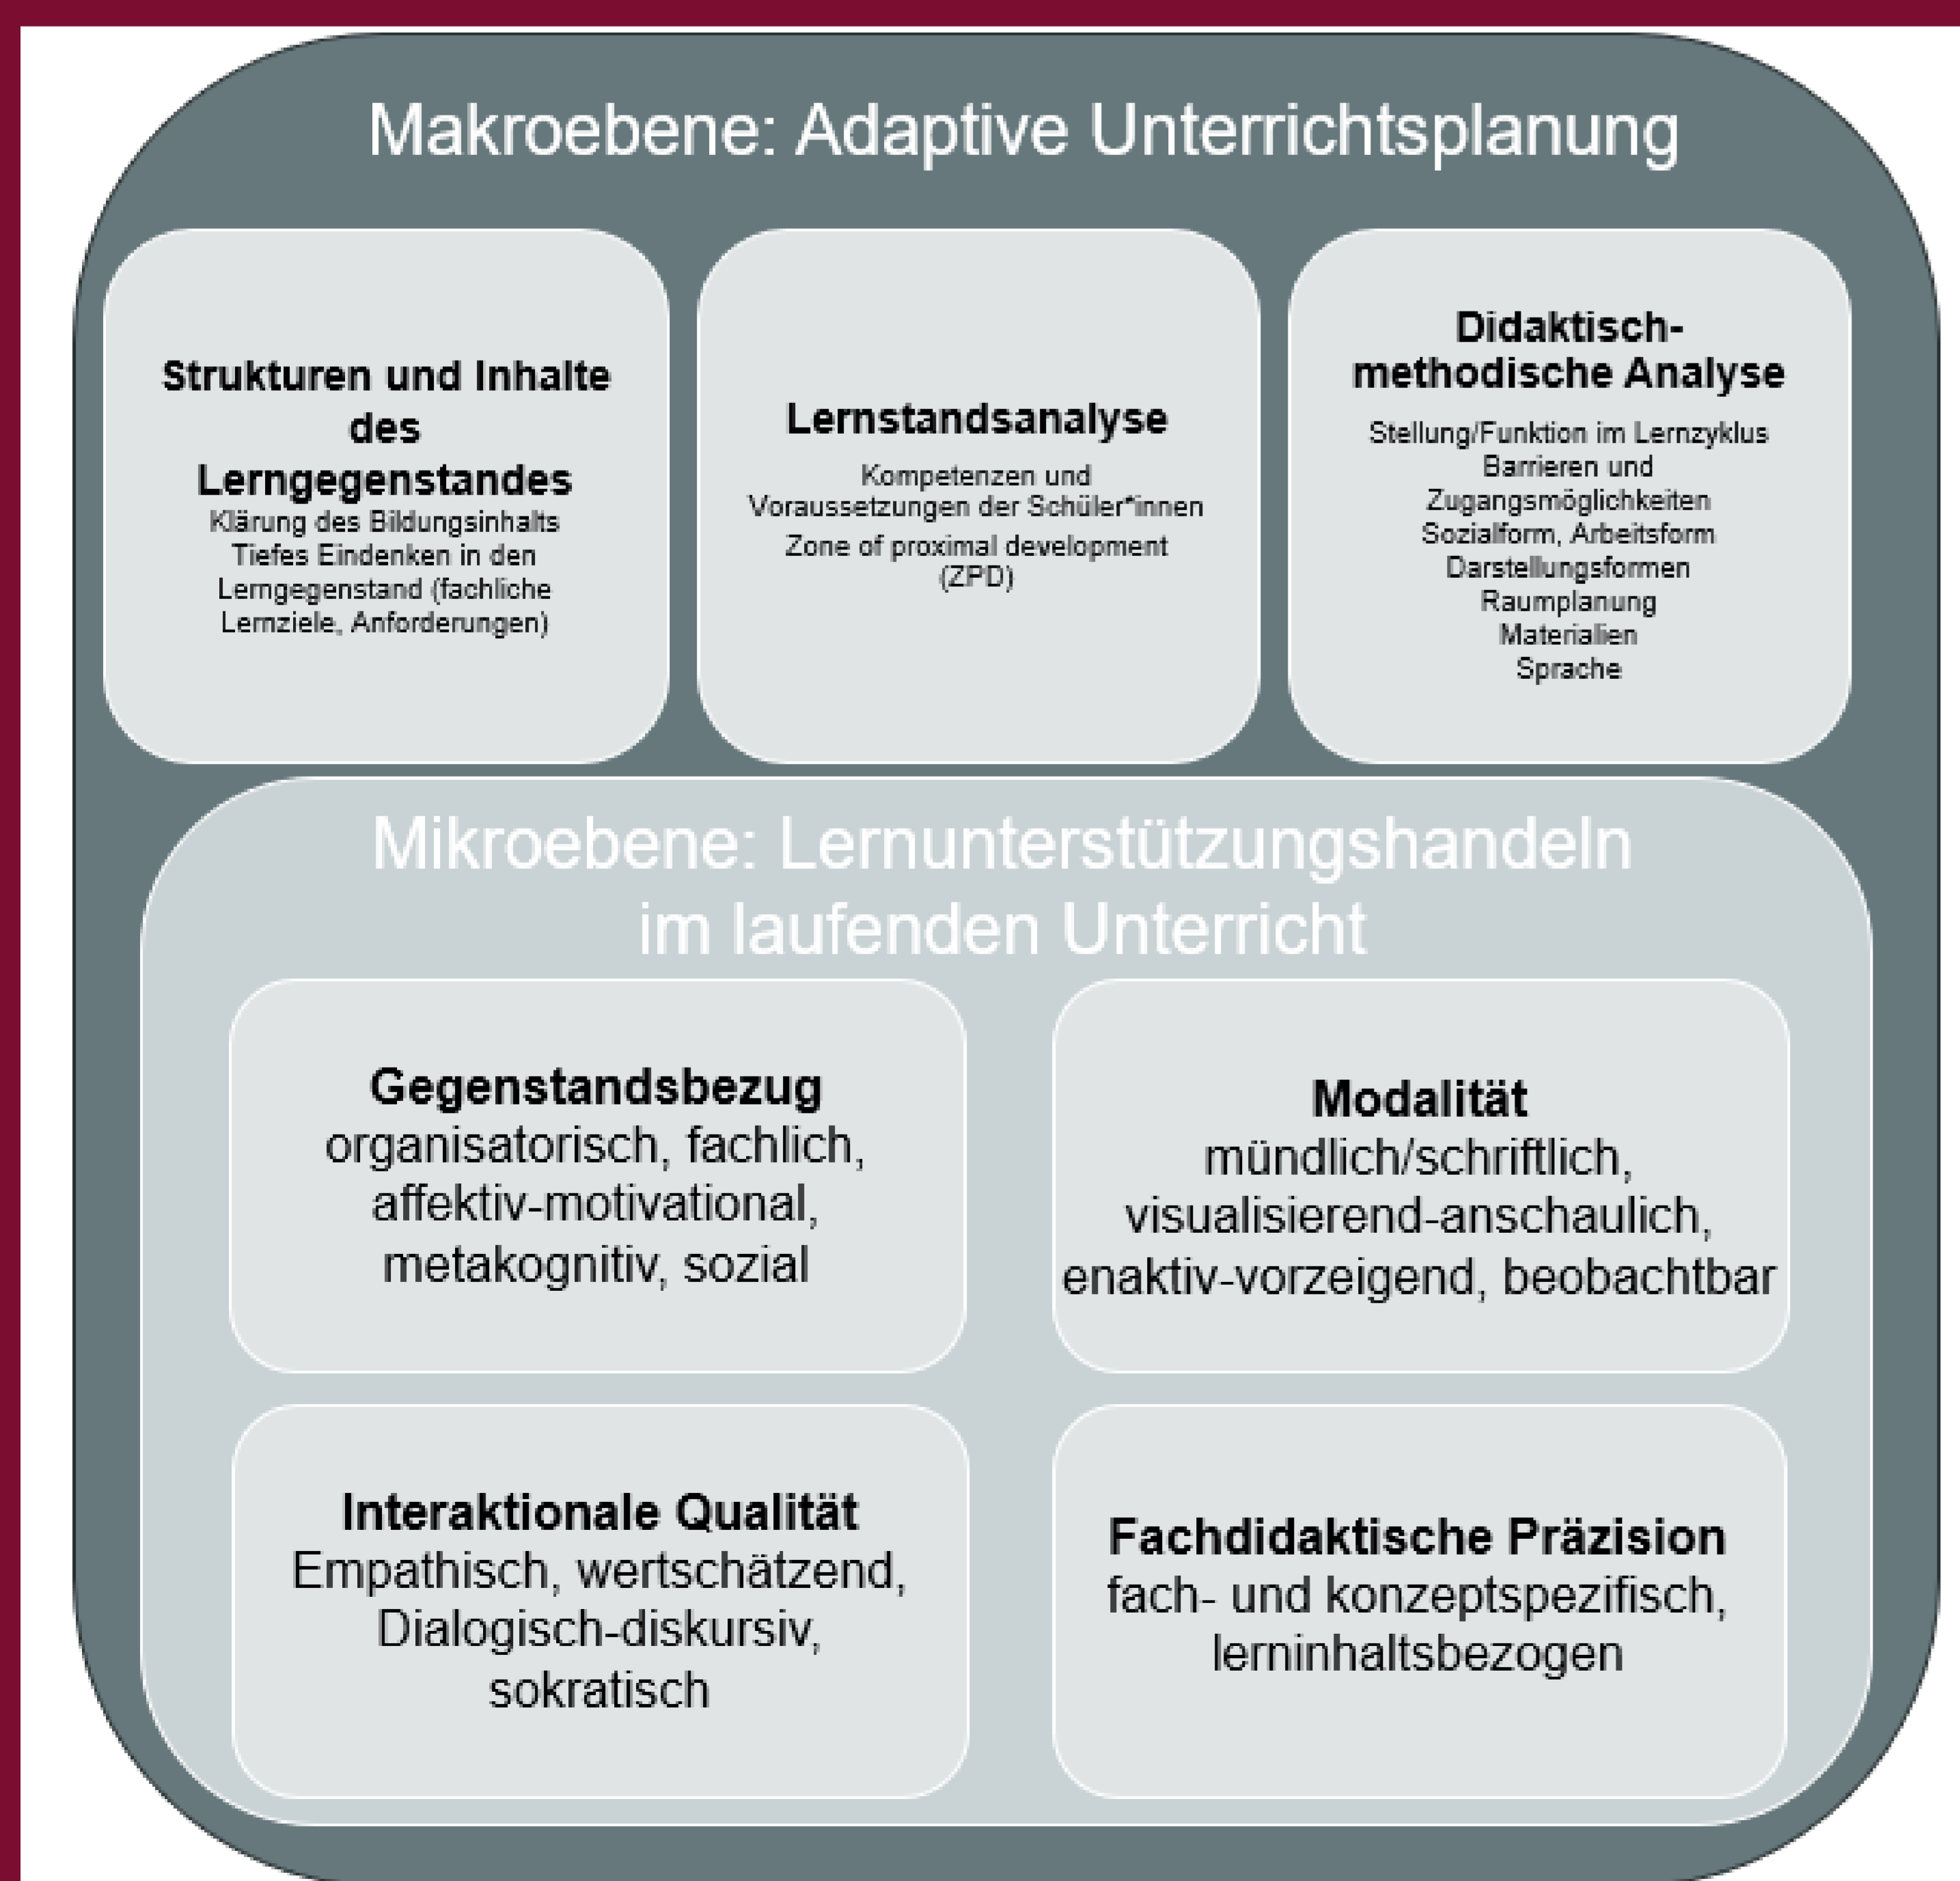 Makroebene: Adaptive Unterrichtsplanung
Strukturen und Inhalte
des
Lerngegenstandes
Klärung des Bildungsinhalts
Tiefes Eindenken in den
Lerngegenstand (fachliche
Lernziele, Anforderungen)
Lernstandsanalyse
Kompetenzen und
Voraussetzungen der Schüler*innen
Zone of proximal development
(ZPD)
Didaktisch-
methodische Analyse
Stellung/Funktion im Lernzyklus
Barrieren und
Zugangsmöglichkeiten
Sozialform, Arbeitsform
Darstellungsformen
Raumplanung
Materialien
Sprache
Mikroebene: Lernunterstützungshandeln
im laufenden Unterricht
Gegenstandsbezug
organisatorisch, fachlich,
affektiv-motivational,
metakognitiv, sozial
Modalität
mündlich/schriftlich,
visualisierend-anschaulich,
enaktiv-vorzeigend, beobachtbar
Interaktionale Qualität
Empathisch, wertschätzend,
Dialogisch-diskursiv,
sokratisch
Fachdidaktische Präzision
fach- und konzeptspezifisch,
lerninhaltsbezogen